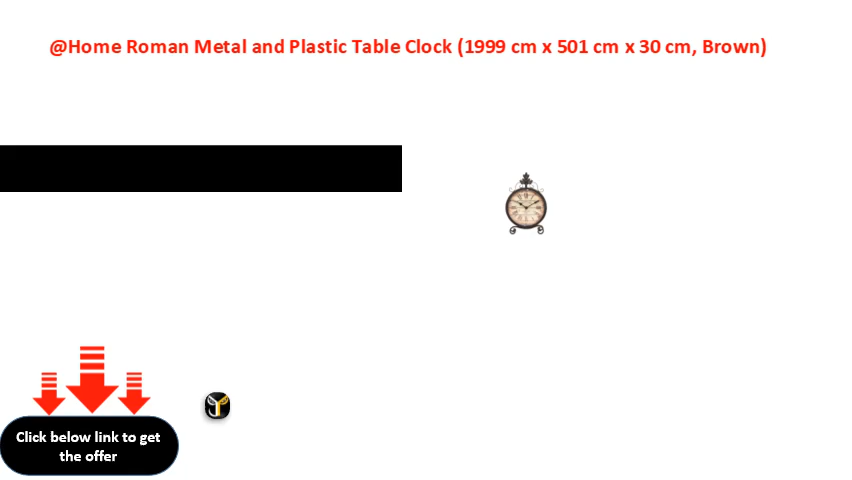 @Home Roman Metal and Plastic Table Clock (1999 cm x 501 cm x 30 cm, Brown)
Click below link to get
the offer